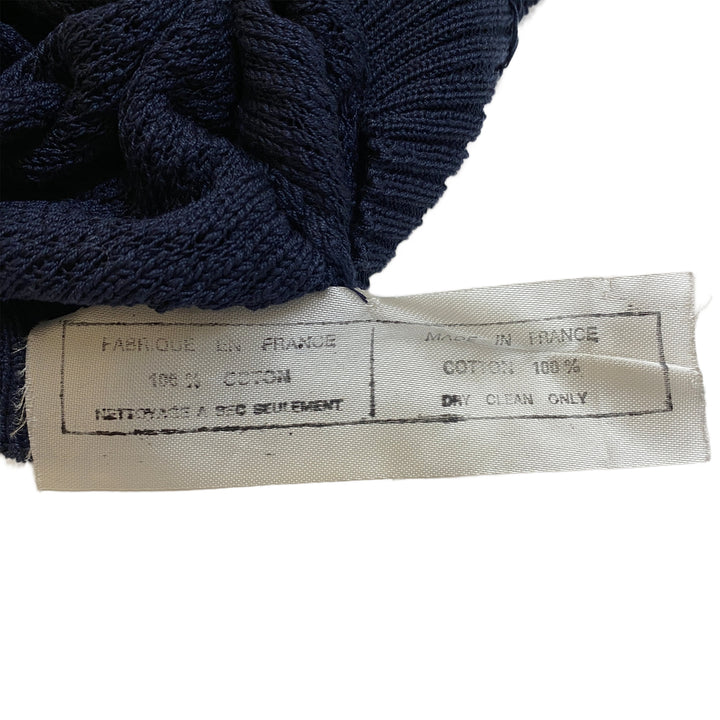 FABRIQUE EN FRANCE
100 % COTON
NETTOYAGE A SEC SEULEMENT
MADE IN FRANCE
COTTON 100 %
DRY CLEAN ONLY